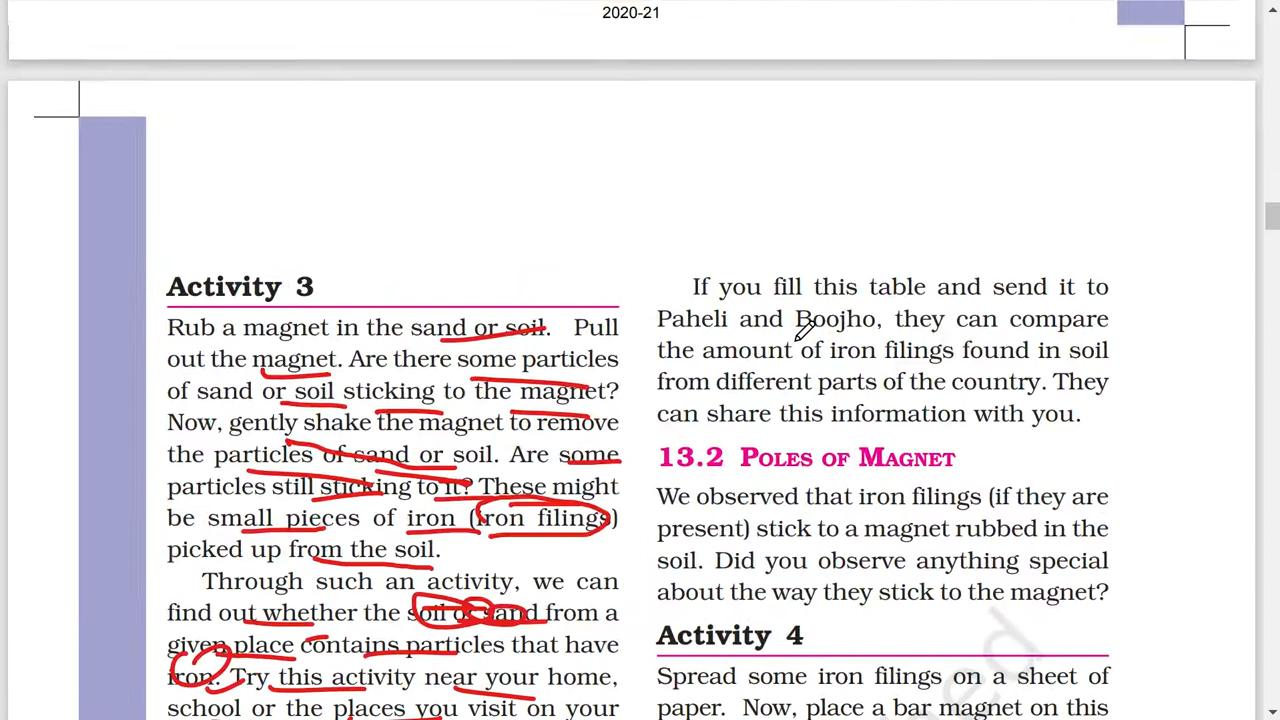 2020-21
Activity 3
Rub a magnet in the sand or soil. Pull
out the magnet. Are there some particles
of sand or soil sticking to the magnet?
Now, gently shake the magnet to remove
the particles of sand or soil. Are some
particles still sticking to it? These might
be small pieces of iron (iron filings)
picked up from the soil.
Through such an activity, we can
find out whether the soil or sand from a
given place contains particles that have
iron. Try this activity near your home,
school or the places you visit on your
If you fill this table and send it to
Paheli and Boojho, they can compare
the amount of iron filings found in soil
from different parts of the country. They
can share this information with you.
13.2 Poles of Magnet
We observed that iron filings (if they are
present) stick to a magnet rubbed in the
soil. Did you observe anything special
about the way they stick to the magnet?
Activity 4
Spread some iron filings on a sheet of
paper. Now, place a bar magnet on this